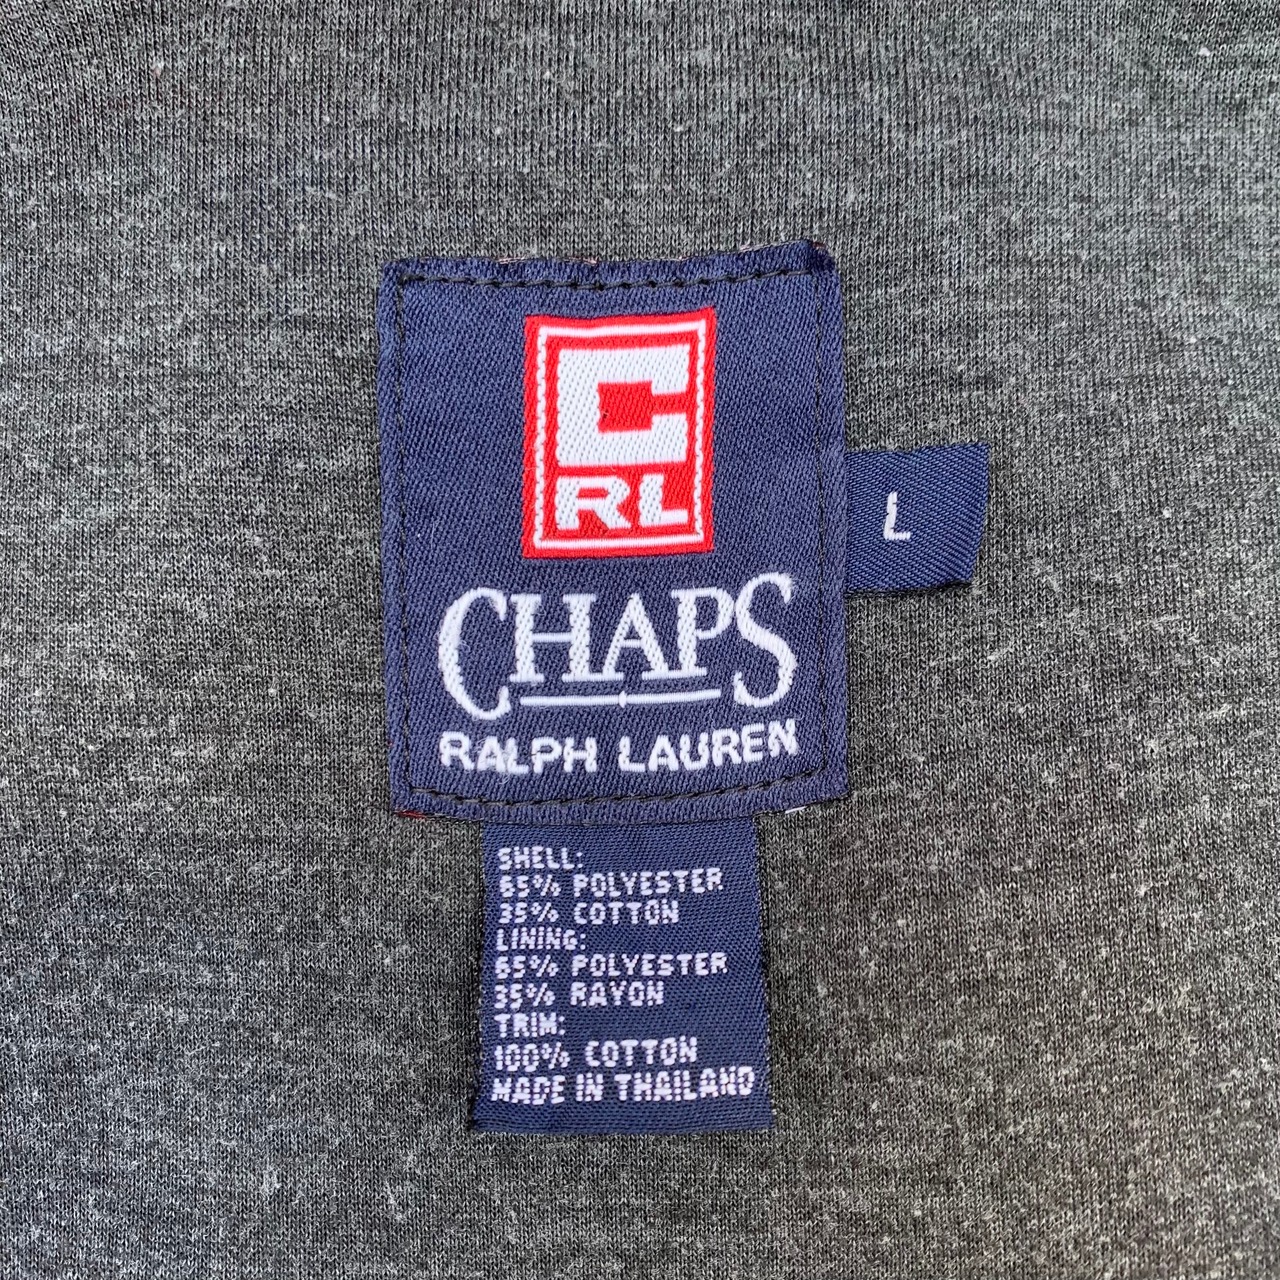 C
RL
CHAPS
RALPH LAUREN
L
SHELL:
65% POLYESTER
35% COTTON
LINING:
65% POLYESTER
35% RAYON
TRIM:
100% COTTON
MADE IN THAILAND